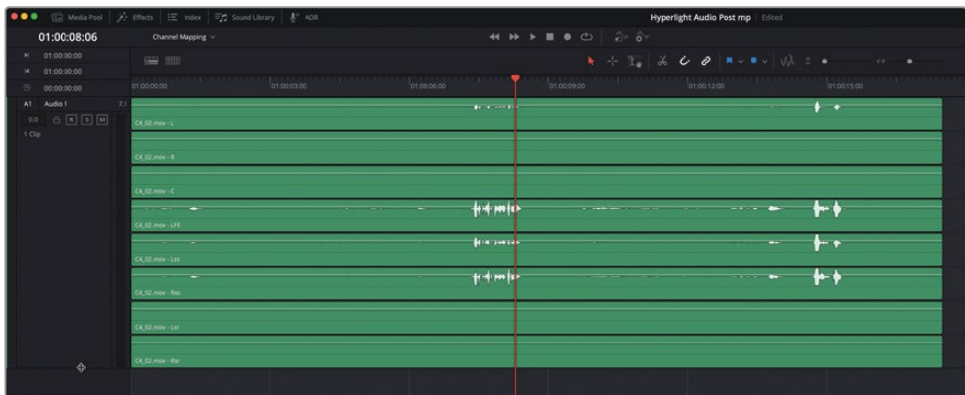 Media Pool Effects Index Sound Library ADR Hyperlight Audio Post mp Edited
01:00:08:06 Channel Mapping
01:00:00:00
01:00:00:00
00:00:00:00 01:00:00:00 01:00:03:00 01:00:06:00 01:00:09:00 01:00:12:00 01:00:15:00
A1 Audio 1 7.1
0.0 R S M
1 Clip
C4_02.mov - L
C4_02.mov - R
C4_02.mov - C
C4_02.mov - LFE
C4_02.mov - Lss
C4_02.mov - Rss
C4_02.mov - Lsr
C4_02.mov - Rsr